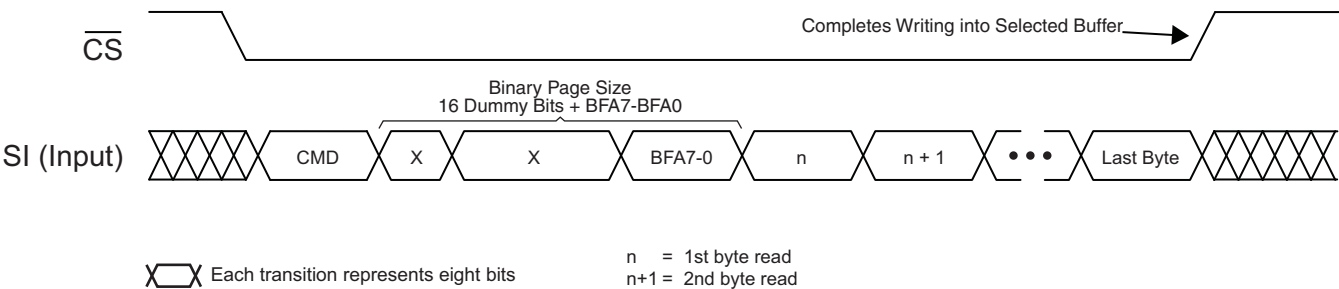 Completes Writing into Selected Buffer
CS
Binary Page Size
16 Dummy Bits + BFA7-BFA0
SI (Input)
CMD
X
X
BFA7-0
n
n + 1
•••
Last Byte
Each transition represents eight bits
n = 1st byte read
n+1 = 2nd byte read